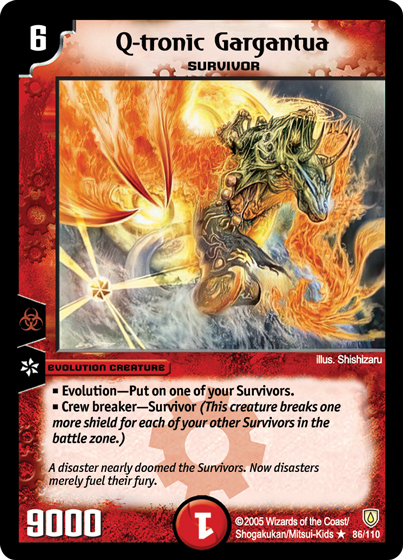 6
Q-tronic Gargantua
SURVIVOR
illus. Shishizaru
EVOLUTION CREATURE
■ Evolution—Put on one of your Survivors.
■ Crew breaker—Survivor (This creature breaks one
more shield for each of your other Survivors in the
battle zone.)
A disaster nearly doomed the Survivors. Now disasters
merely fuel their fury.
9000
1
©2005 Wizards of the Coast/
Shogakukan/Mitsui-Kids ★ 86/110